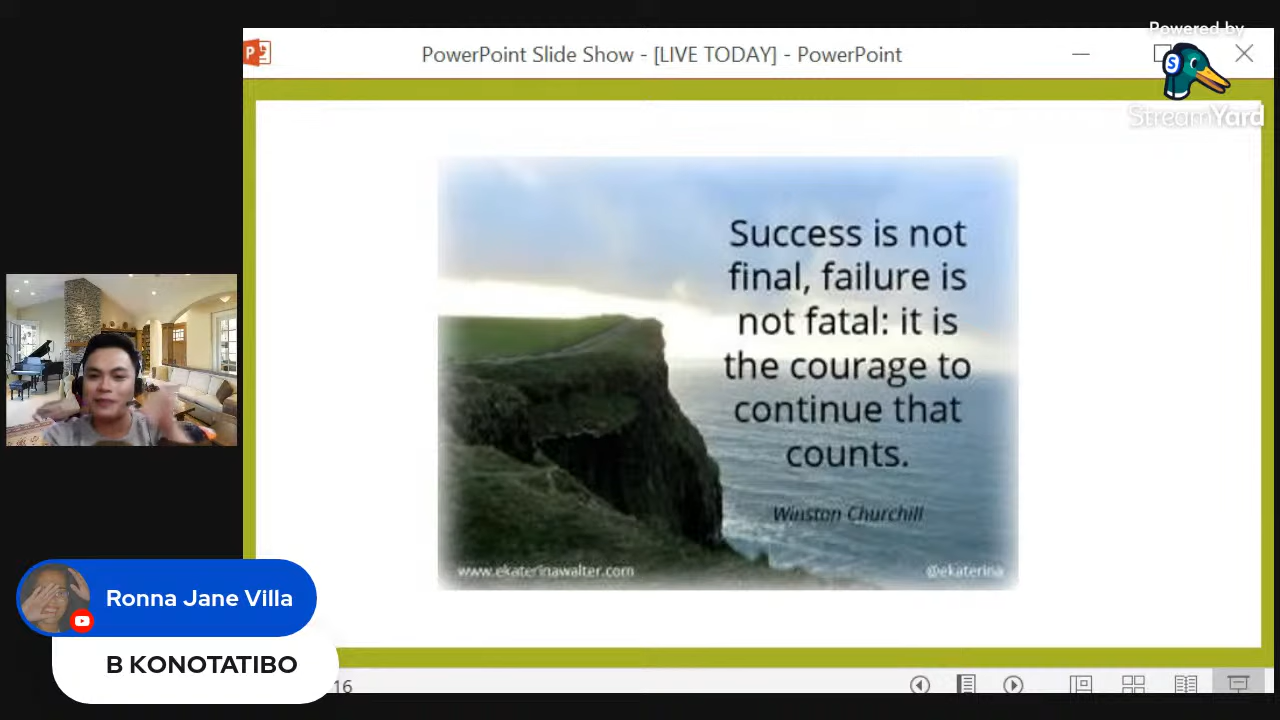 Powered by
PowerPoint Slide Show - [LIVE TODAY] - PowerPoint
StreamYard
Success is not
final, failure is
not fatal: it is
the courage to
continue that
counts.
Winston Churchill
www.ekaterinawalter.com
@ekaterina
Ronna Jane Villa
B KONOTATIBO
16